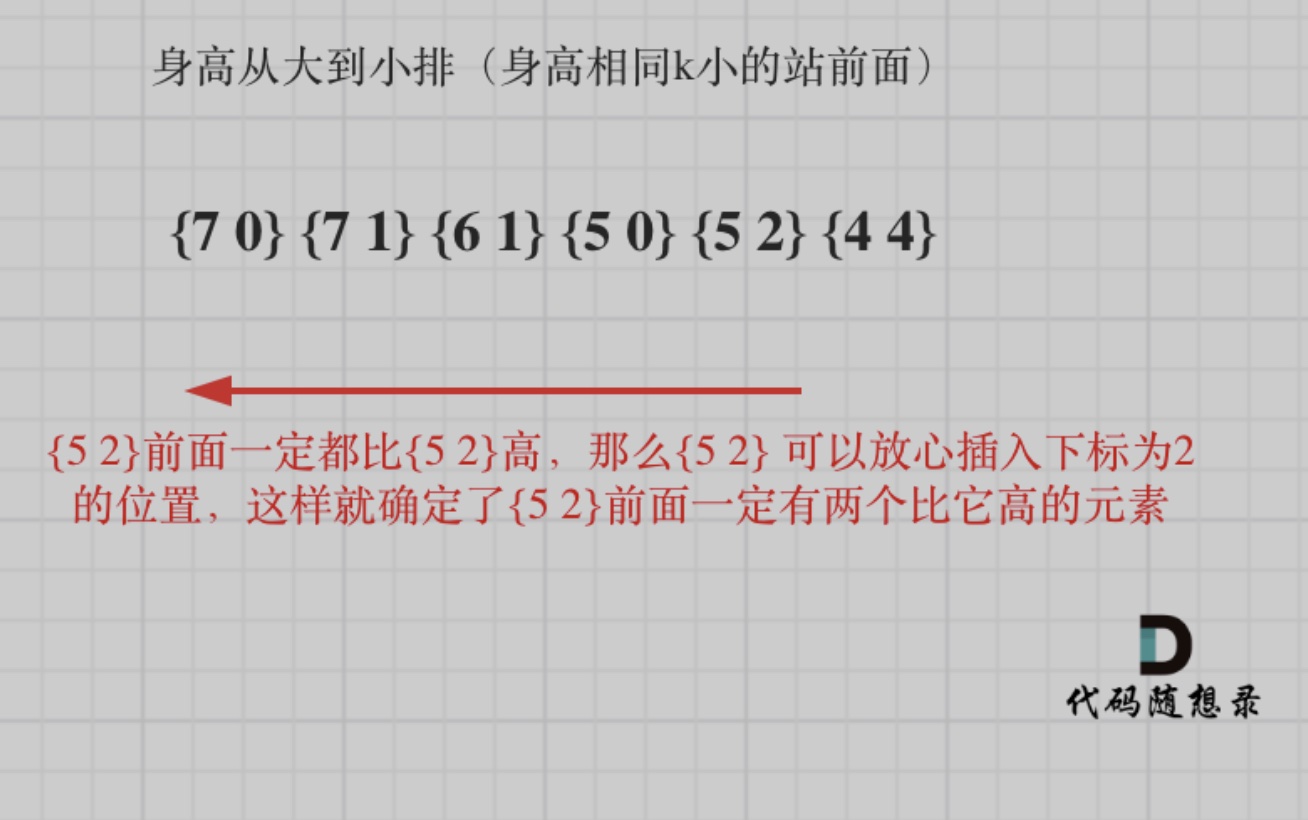 身高从大到小排（身高相同k小的站前面）
{7 0} {7 1} {6 1} {5 0} {5 2} {4 4}
{5 2}前面一定都比{5 2}高，那么{5 2} 可以放心插入下标为2
的位置，这样就确定了{5 2}前面一定有两个比它高的元素
代码随想录